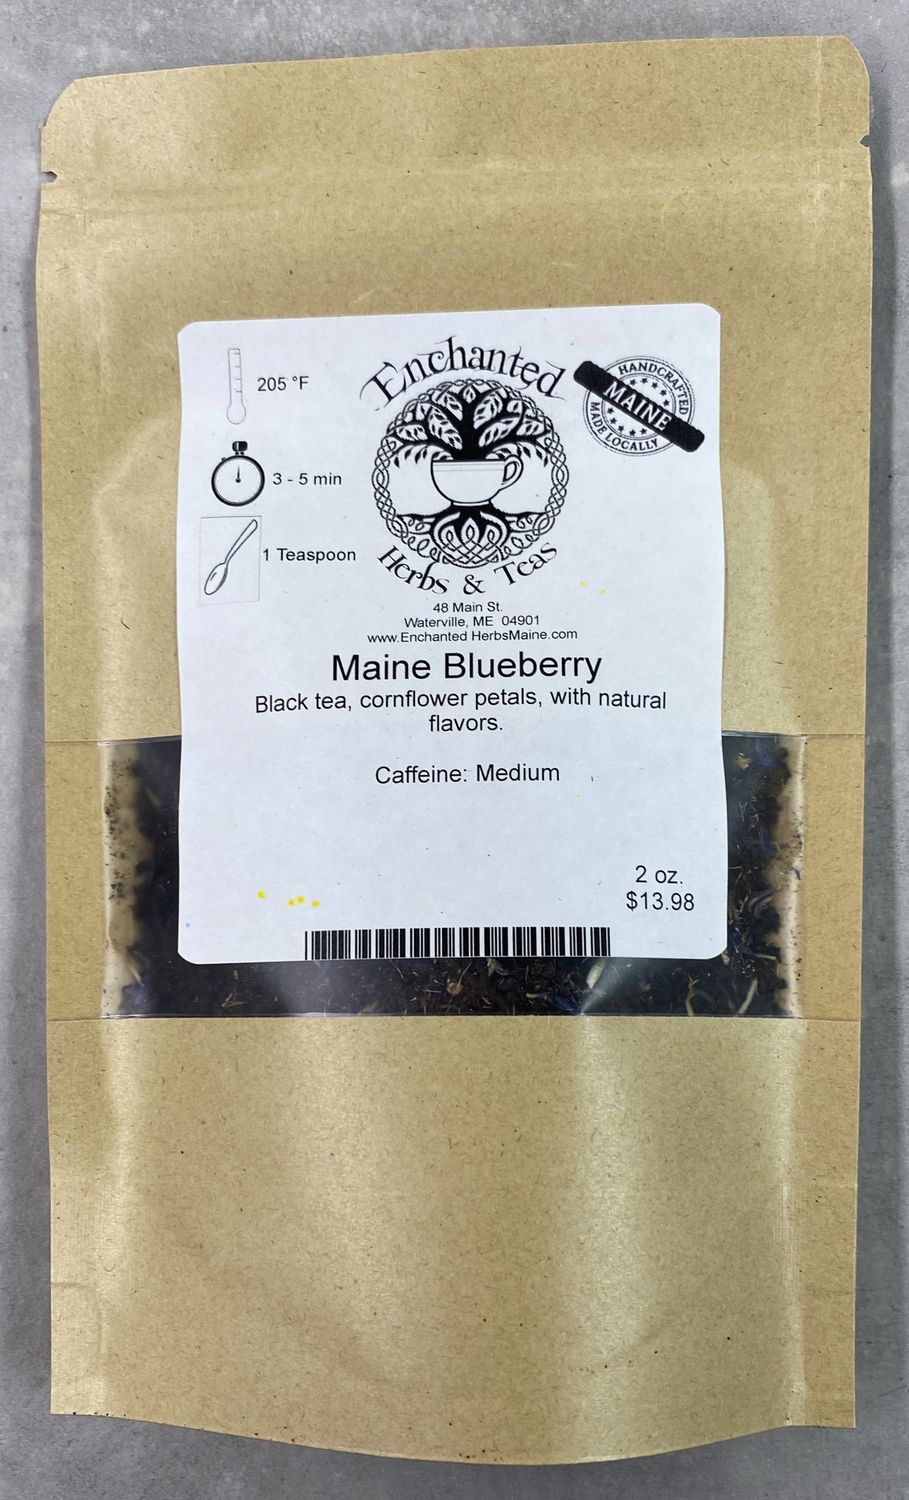 205 °F
3 - 5 min
1 Teaspoon
Enchanted
Herbs & Teas
HANDCRAFTED
MAINE
MADE LOCALLY
48 Main St.
Waterville, ME 04901
www.Enchanted HerbsMaine.com
Maine Blueberry
Black tea, cornflower petals, with natural
flavors.
Caffeine: Medium
2 oz.
$13.98